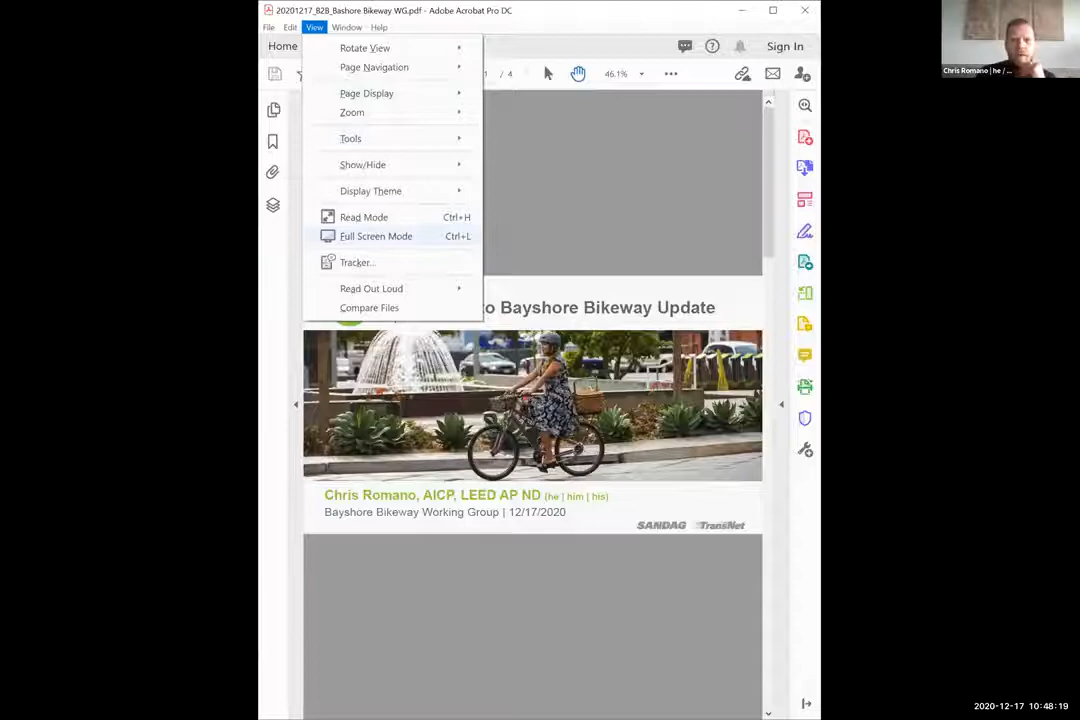 20201217_B2B_Bashore Bikeway WG.pdf - Adobe Acrobat Pro DC
File Edit View Window Help
Home
Sign In
1 / 4
46.1%
Rotate View
Page Navigation
Page Display
Zoom
Tools
Show/Hide
Display Theme
Read Mode Ctrl+H
Full Screen Mode Ctrl+L
Tracker...
Read Out Loud
Compare Files
to Bayshore Bikeway Update
Chris Romano, AICP, LEED AP ND (he | him | his)
Bayshore Bikeway Working Group | 12/17/2020
SANDAG TransNet
Chris Romano | he / ...
2020-12-17 10:48:19